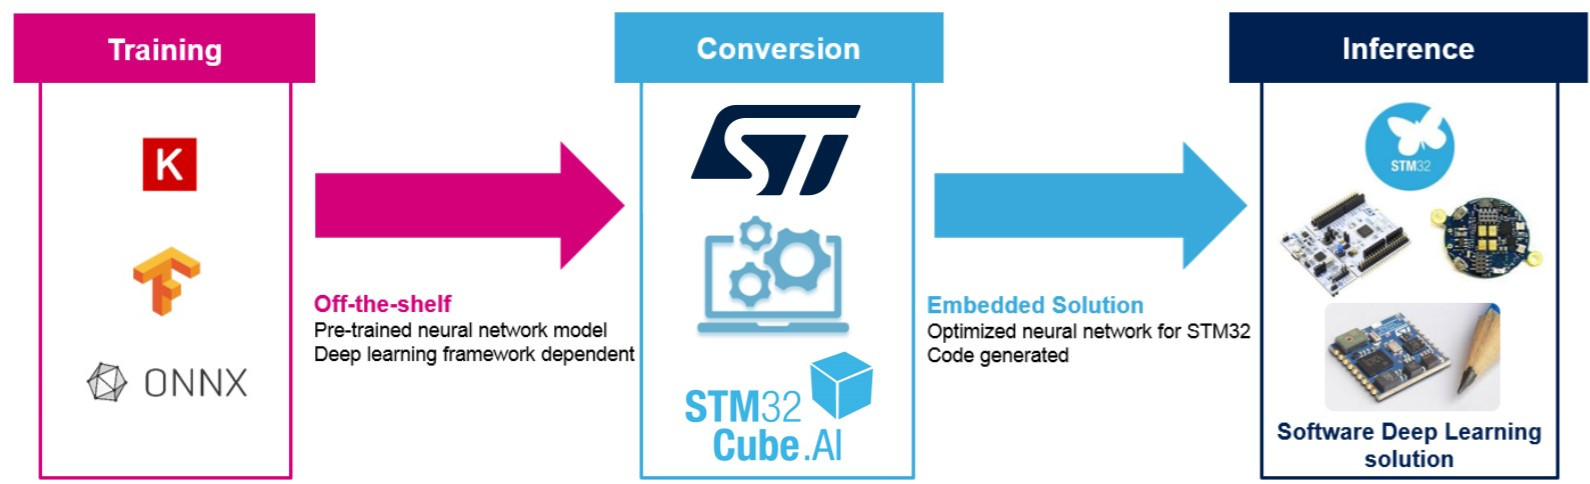 Training
K
ONNX
Off-the-shelf
Pre-trained neural network model
Deep learning framework dependent
Conversion
ST
STM32
Cube.AI
Embedded Solution
Optimized neural network for STM32
Code generated
Inference
STM32
Software Deep Learning
solution